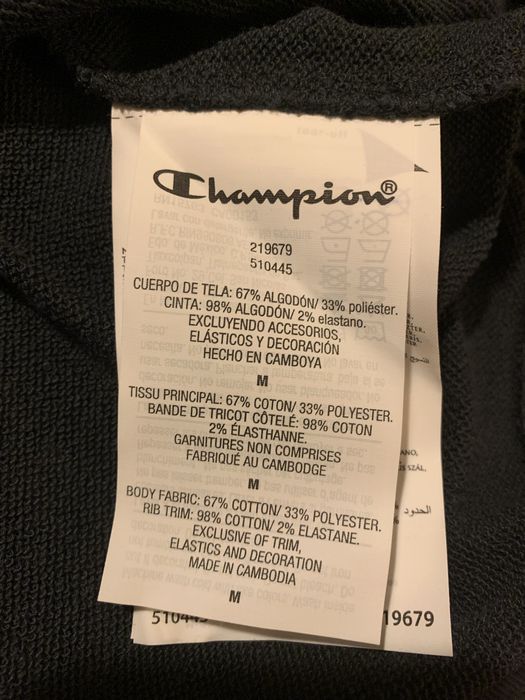 Champion®
219679
510445
CUERPO DE TELA: 67% ALGODÓN/ 33% poliéster.
CINTA: 98% ALGODÓN/ 2% elastano.
EXCLUYENDO ACCESORIOS,
ELÁSTICOS Y DECORACIÓN
HECHO EN CAMBOYA
M
TISSU PRINCIPAL: 67% COTON/ 33% POLYESTER.
BANDE DE TRICOT CÔTELÉ: 98% COTON
2% ÉLASTHANNE.
GARNITURES NON COMPRISES
FABRIQUÉ AU CAMBODGE
M
BODY FABRIC: 67% COTTON/ 33% POLYESTER.
RIB TRIM: 98% COTTON/ 2% ELASTANE.
EXCLUSIVE OF TRIM,
ELASTICS AND DECORATION
MADE IN CAMBODIA
M
19679